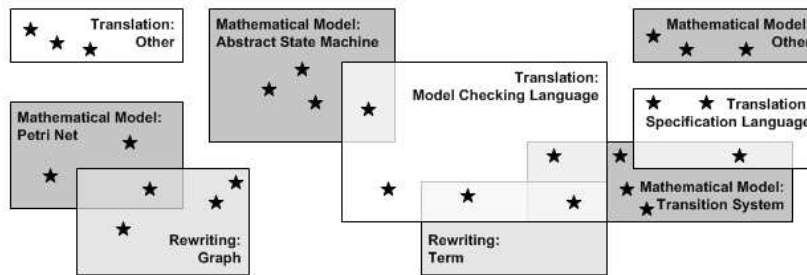 Translation:
Other
Mathematical Model:
Abstract State Machine
Mathematical Model:
Other
Translation:
Model Checking Language
Mathematical Model:
Petri Net
Translation:
Specification Language
Mathematical Model:
Transition System
Rewriting:
Graph
Rewriting:
Term